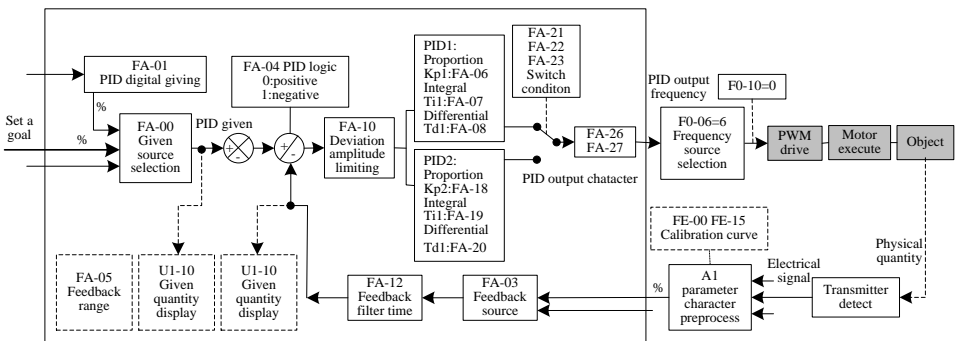 FA-01
PID digital giving
FA-04 PID logic
0:positive
1:negative
PID1:
Proportion
Kp1:FA-06
Integral
Ti1:FA-07
Differential
Td1:FA-08
FA-21
FA-22
FA-23
Switch
conditon
PID output
frequency
F0-10=0
Set a
goal
%
%
FA-00
Given
source
selection
PID given
+
-
+
-
FA-10
Deviation
amplitude
limiting
FA-26
FA-27
F0-06=6
Frequency
source
selection
PWM
drive
Motor
execute
Object
PID2:
Proportion
Kp2:FA-18
Integral
Ti1:FA-19
Differential
Td1:FA-20
PID output chatacter
FE-00 FE-15
Calibration curve
Physical
quantity
FA-05
Feedback
range
U1-10
Given
quantity
display
U1-10
Given
quantity
display
FA-12
Feedback
filter time
FA-03
Feedback
source
%
A1
parameter
character
preprocess
Electrical
signal
Transmitter
detect